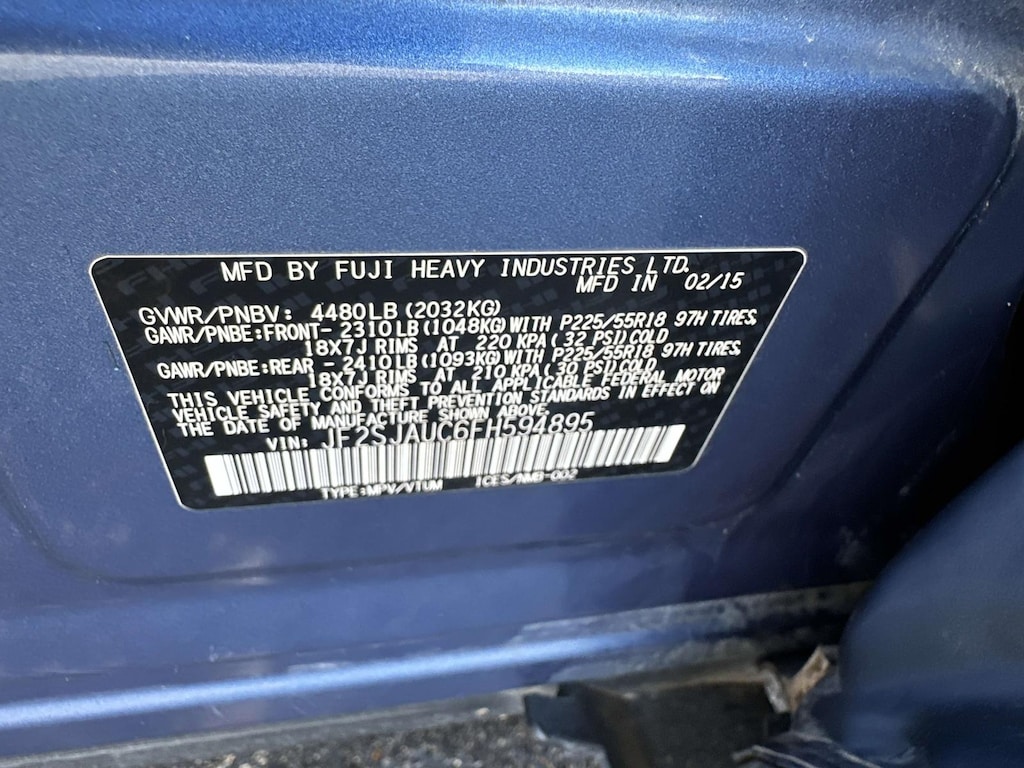 MFD BY FUJI HEAVY INDUSTRIES LTD.
MFD IN 02/15
GVWR/PNBV: 4480LB (2032KG)
GAWR/PNBE:FRONT- 2310LB (1048KG) WITH P225/55R18 97H TIRES,
18X7J RIMS AT 220 KPA ( 32 PSI) COLD
GAWR/PNBE:REAR - 2410LB (1093KG) WITH P225/55R18 97H TIRES,
18X7J RIMS AT 210 KPA ( 30 PSI) COLD.
THIS VEHICLE CONFORMS TO ALL APPLICABLE FEDERAL MOTOR
VEHICLE SAFETY AND THEFT PREVENTION STANDARDS IN EFFECT ON
THE DATE OF MANUFACTURE SHOWN ABOVE.
VIN: JF2SJAUC6FH594895
TYPE:MPV/VTUM ICES/NMB-002